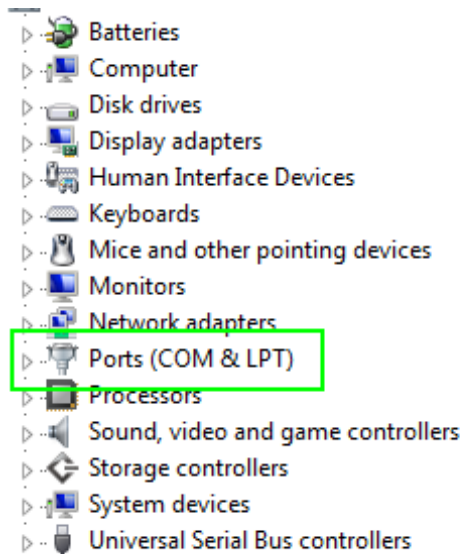 Batteries
Computer
Disk drives
Display adapters
Human Interface Devices
Keyboards
Mice and other pointing devices
Monitors
Network adapters
Ports (COM & LPT)
Processors
Sound, video and game controllers
Storage controllers
System devices
Universal Serial Bus controllers